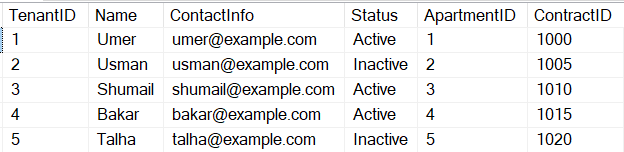 TenantID Name ContactInfo Status ApartmentID ContractID
1 Umer umer@example.com Active 1 1000
2 Usman usman@example.com Inactive 2 1005
3 Shumail shumail@example.com Active 3 1010
4 Bakar bakar@example.com Active 4 1015
5 Talha talha@example.com Inactive 5 1020